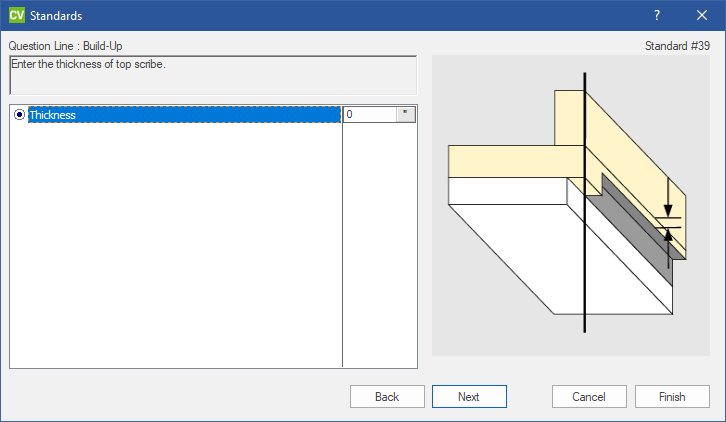 CV Standards ?
Question Line : Build-Up Standard #39
Enter the thickness of top scribe.
Thickness 0 "
Back Next Cancel Finish